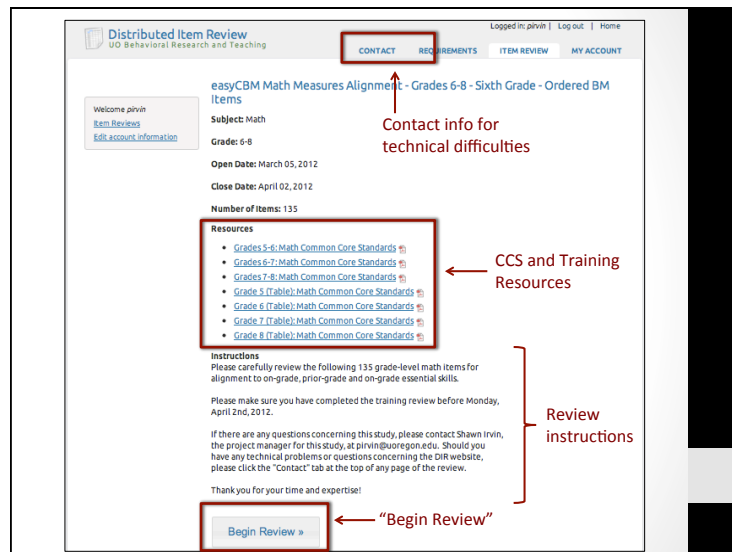 Logged in: pirvin | Log out | Home
Distributed Item Review
UO Behavioral Research and Teaching
CONTACT REQUIREMENTS ITEM REVIEW MY ACCOUNT
easyCBM Math Measures Alignment - Grades 6-8 - Sixth Grade - Ordered BM
Items
Welcome pirvin
Item Reviews
Edit account information
Subject: Math
Grade: 6-8
Open Date: March 05, 2012
Close Date: April 02, 2012
Number of Items: 135
Contact info for
technical difficulties
Resources
• Grades 5-6: Math Common Core Standards
• Grades 6-7: Math Common Core Standards
• Grades 7-8: Math Common Core Standards
• Grade 5 (Table): Math Common Core Standards
• Grade 6 (Table): Math Common Core Standards
• Grade 7 (Table): Math Common Core Standards
• Grade 8 (Table): Math Common Core Standards
CCS and Training
Resources
Instructions
Please carefully review the following 135 grade-level math items for
alignment to on-grade, prior-grade and on-grade essential skills.
Please make sure you have completed the training review before Monday,
April 2nd, 2012.
If there are any questions concerning this study, please contact Shawn Irvin,
the project manager for this study, at pirvin@uoregon.edu. Should you
have any technical problems or questions concerning the DIR website,
please click the "Contact" tab at the top of any page of the review.
Thank you for your time and expertise!
Review
instructions
Begin Review »
“Begin Review”